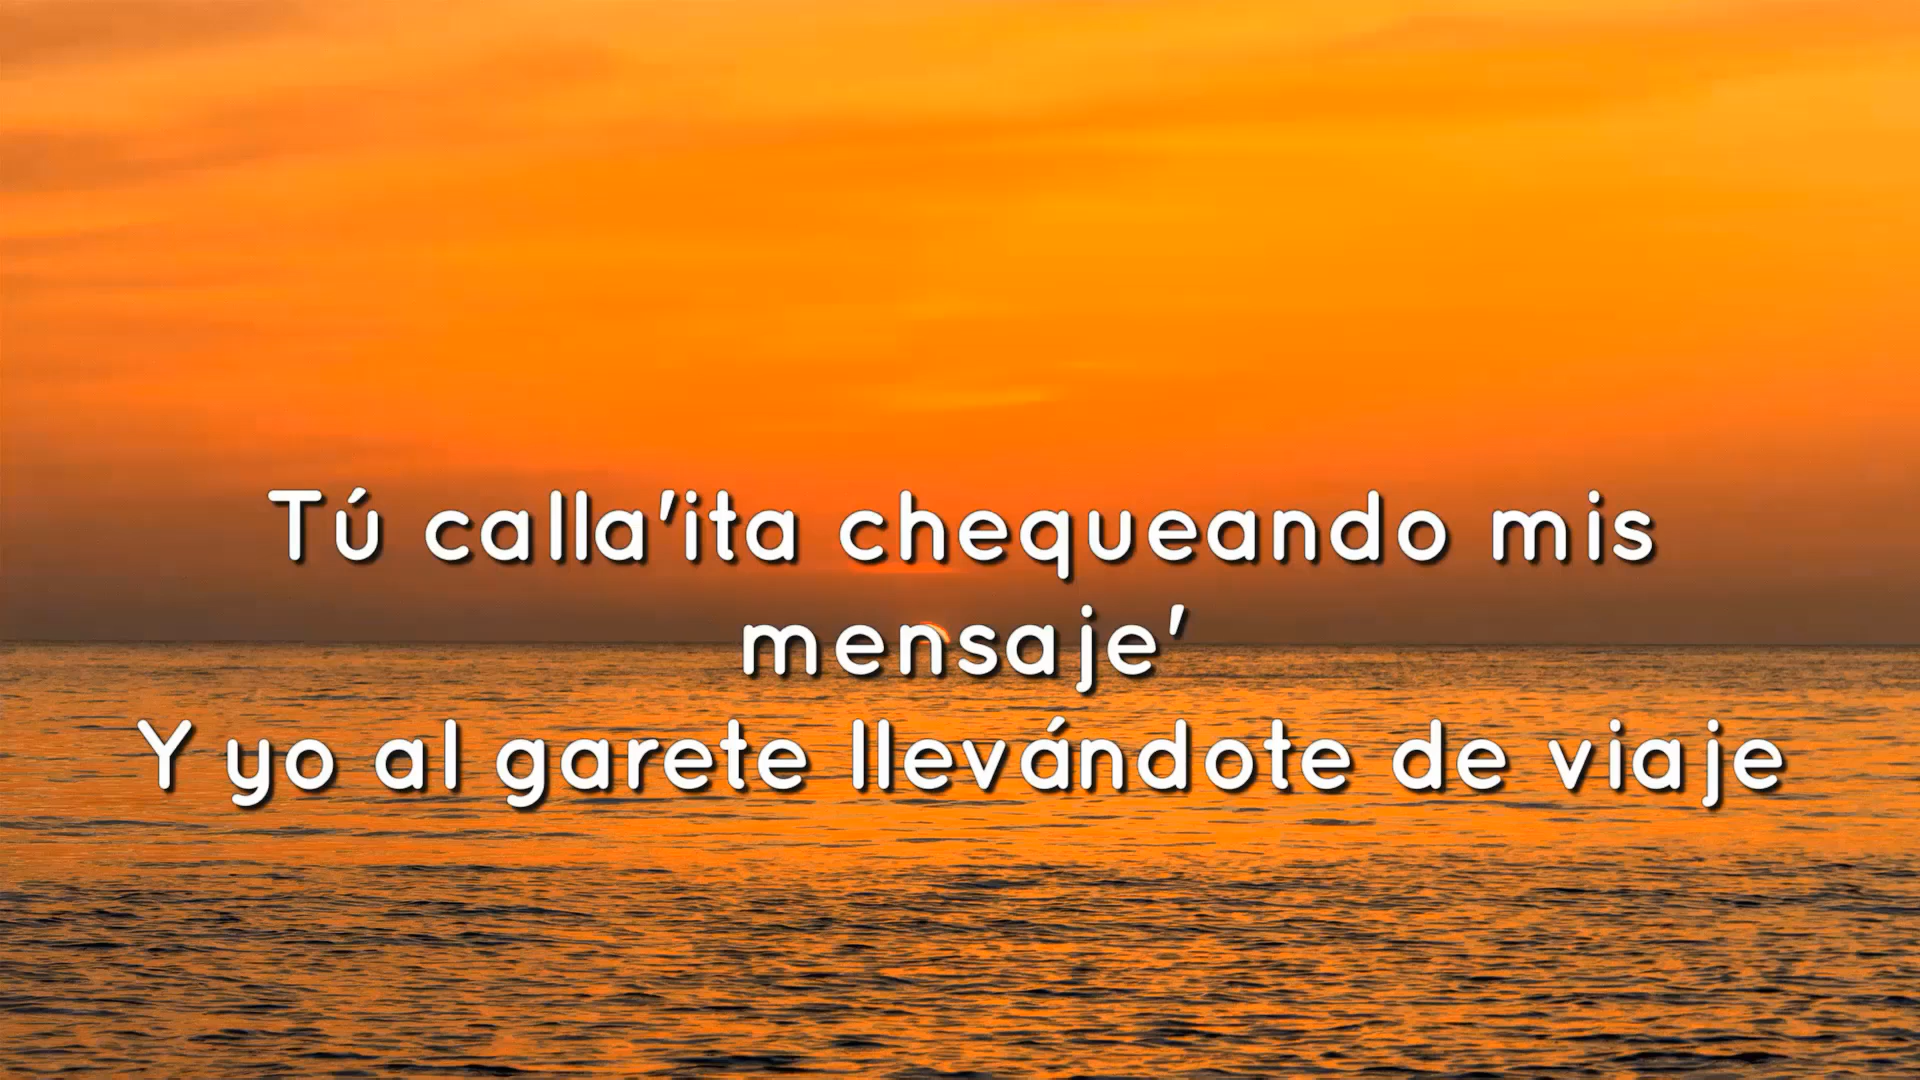 Tú calla'ita chequeando mis
mensaje'
Y yo al garete llevándote de viaje